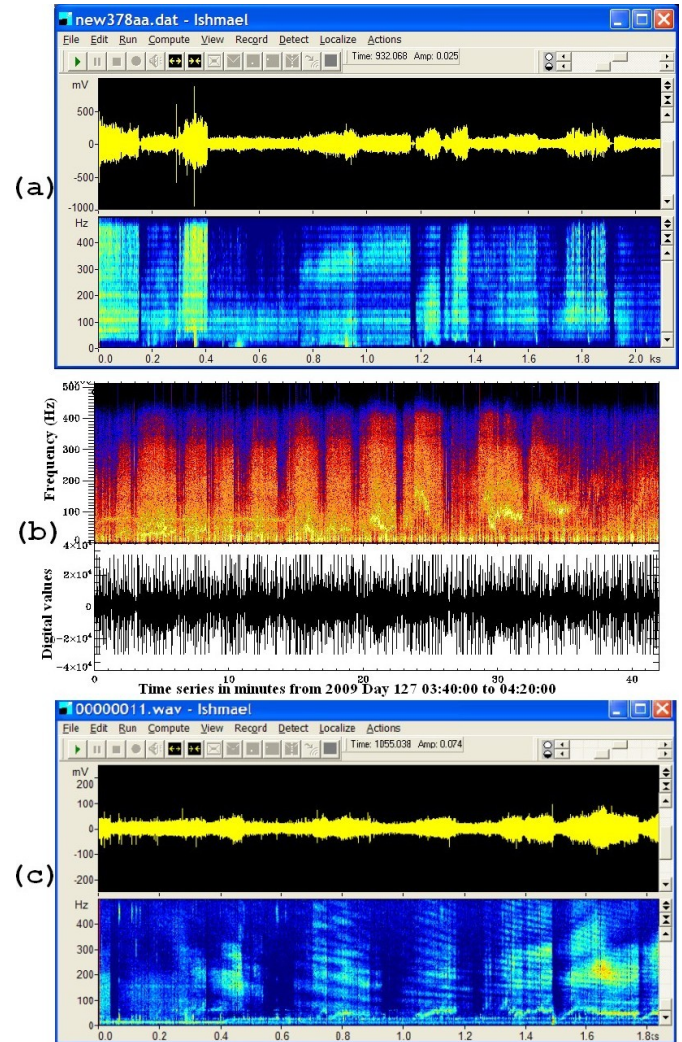 new378aa.dat - Ishmael
File Edit Run Compute View Record Detect Localize Actions
Time: 932.068 Amp: 0.025
mV
500
0
-500
-1000
(a)
Hz
400
300
200
100
0
0.0 0.2 0.4 0.6 0.8 1.0 1.2 1.4 1.6 1.8 2.0 ks
Frequency (Hz)
500
400
300
200
100
0
(b)
Digital values
4×10⁴
2×10⁴
0
-2×10⁴
-4×10⁴
0 10 20 30 40
Time series in minutes from 2009 Day 127 03:40:00 to 04:20:00
00000011.wav - Ishmael
File Edit Run Compute View Record Detect Localize Actions
Time: 1055.038 Amp: 0.074
mV
200
100
0
-100
-200
(c)
Hz
400
300
200
100
0
0.0 0.2 0.4 0.6 0.8 1.0 1.2 1.4 1.6 1.8